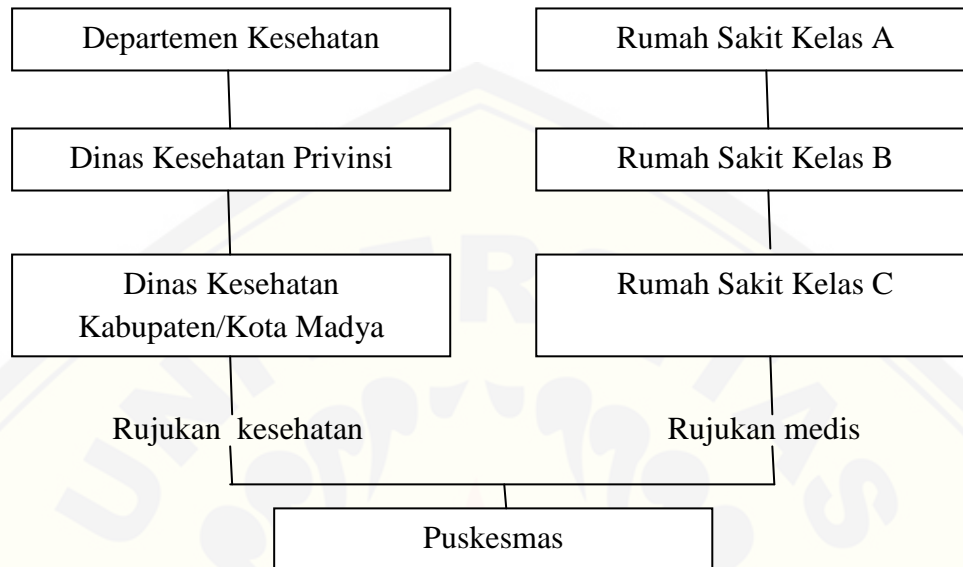 Departemen Kesehatan
Rumah Sakit Kelas A
Dinas Kesehatan Privinsi
Rumah Sakit Kelas B
Dinas Kesehatan
Kabupaten/Kota Madya
Rumah Sakit Kelas C
Rujukan kesehatan
Rujukan medis
Puskesmas
UNIVERSITAS